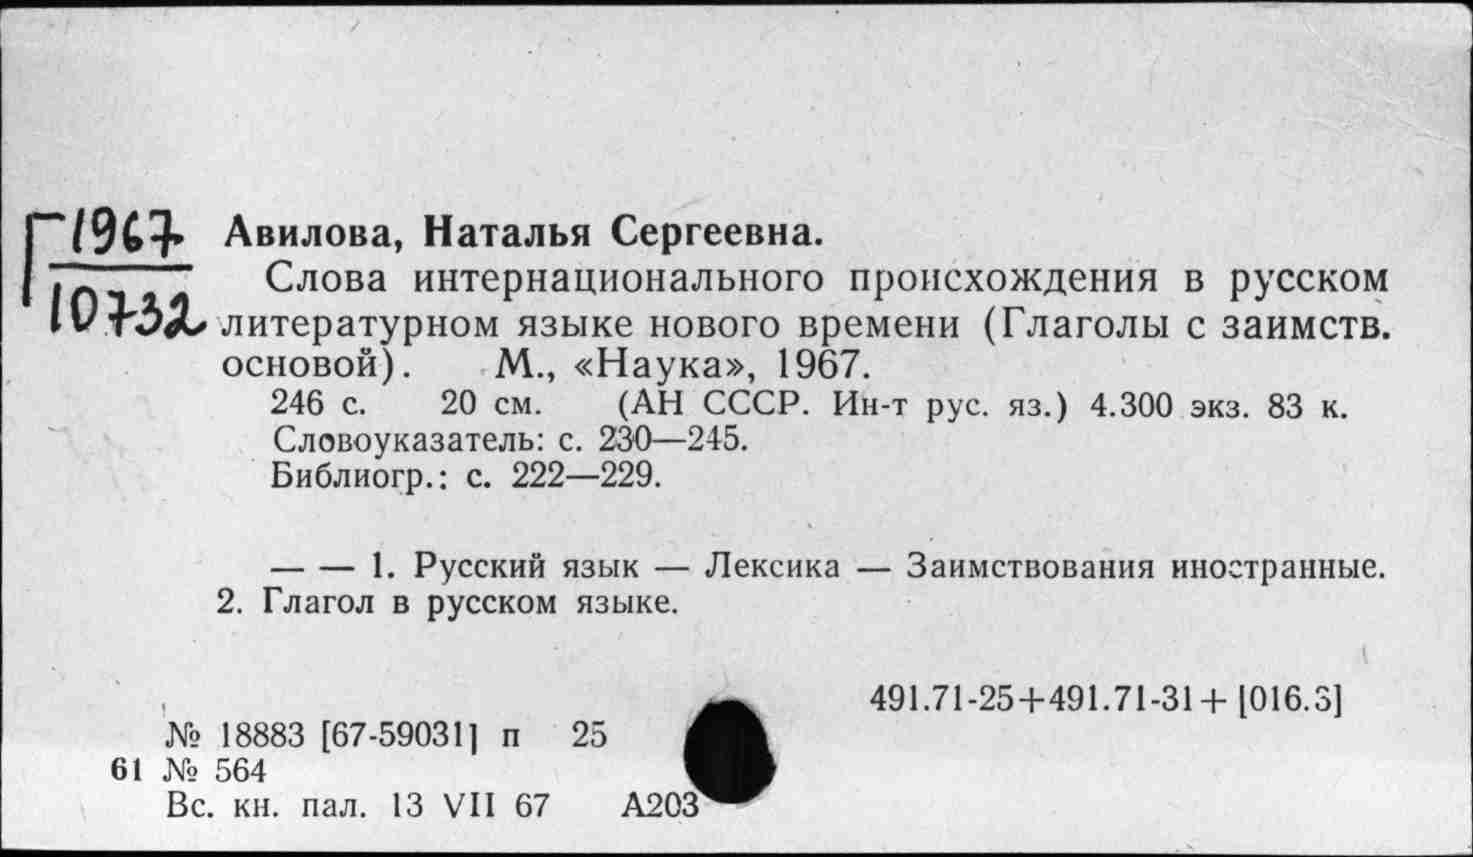 Г 1967
10732
Авилова, Наталья Сергеевна.
Слова интернационального происхождения в русском
литературном языке нового времени (Глаголы с заимств.
основой). М., «Наука», 1967.
246 с. 20 см. (АН СССР. Ин-т рус. яз.) 4.300 экз. 83 к.
Словоуказатель: с. 230—245.
Библиогр.: с. 222—229.
— — 1. Русский язык — Лексика — Заимствования иностранные.
2. Глагол в русском языке.
491.71-25+491.71-31+[016.3]
№ 18883 [67-59031] п 25
61 № 564
Вс. кн. пал. 13 VII 67 А203